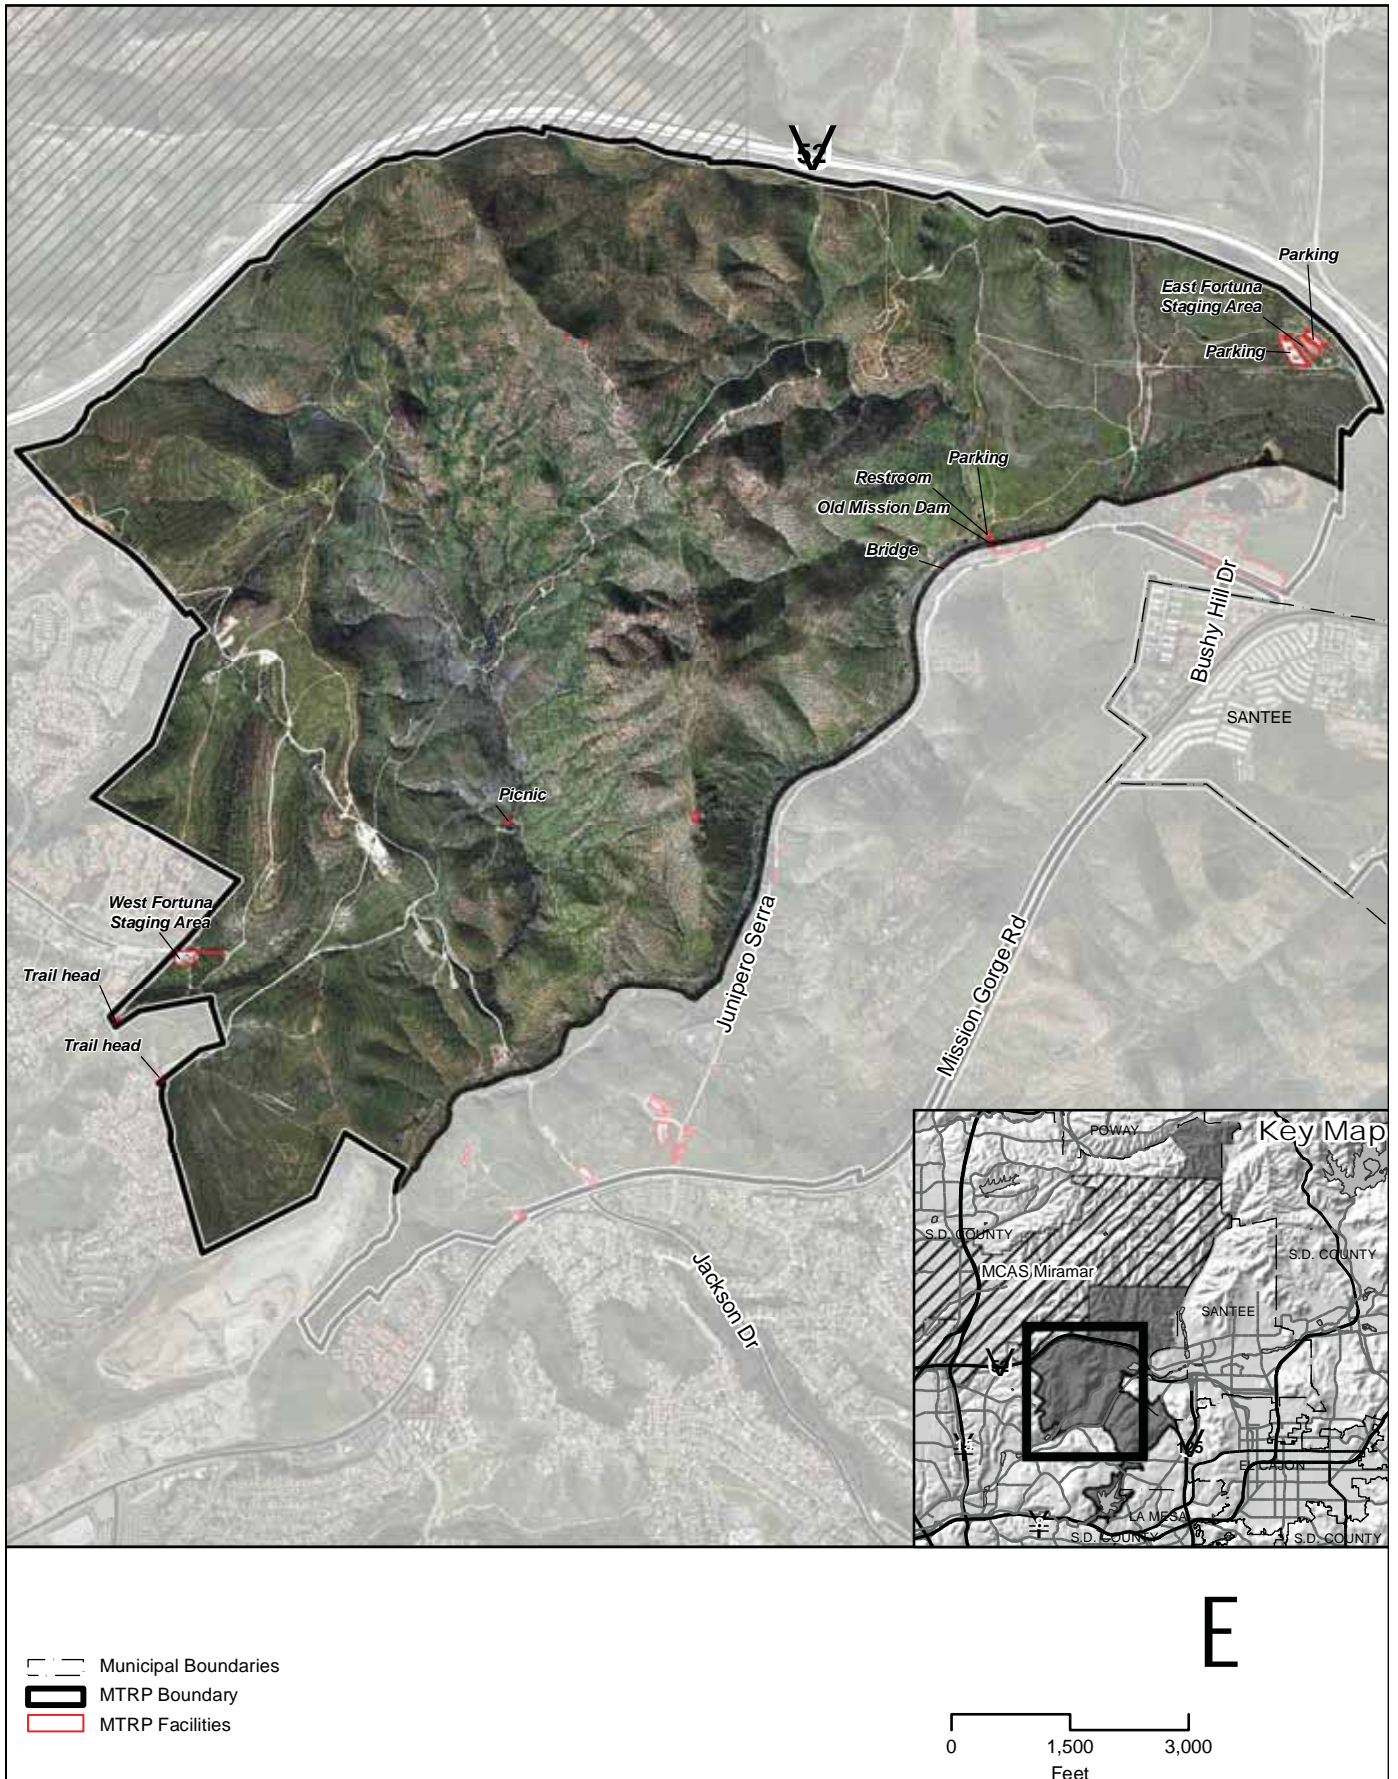 52
Parking
East Fortuna
Staging Area
Parking
Parking
Restroom
Old Mission Dam
Bridge
Bushy Hill Dr
SANTEE
Picnic
Junipero Serra
Mission Gorge Rd
West Fortuna
Staging Area
Trail head
Trail head
Jackson Dr
Key Map
POWAY
S.D. COUNTY
S.D. COUNTY
MCAS Miramar
SANTEE
52
15
125
EL CAJON
8
LA MESA
S.D. COUNTY
S.D. COUNTY
E
Municipal Boundaries
MTRP Boundary
MTRP Facilities
0 1,500 3,000
Feet